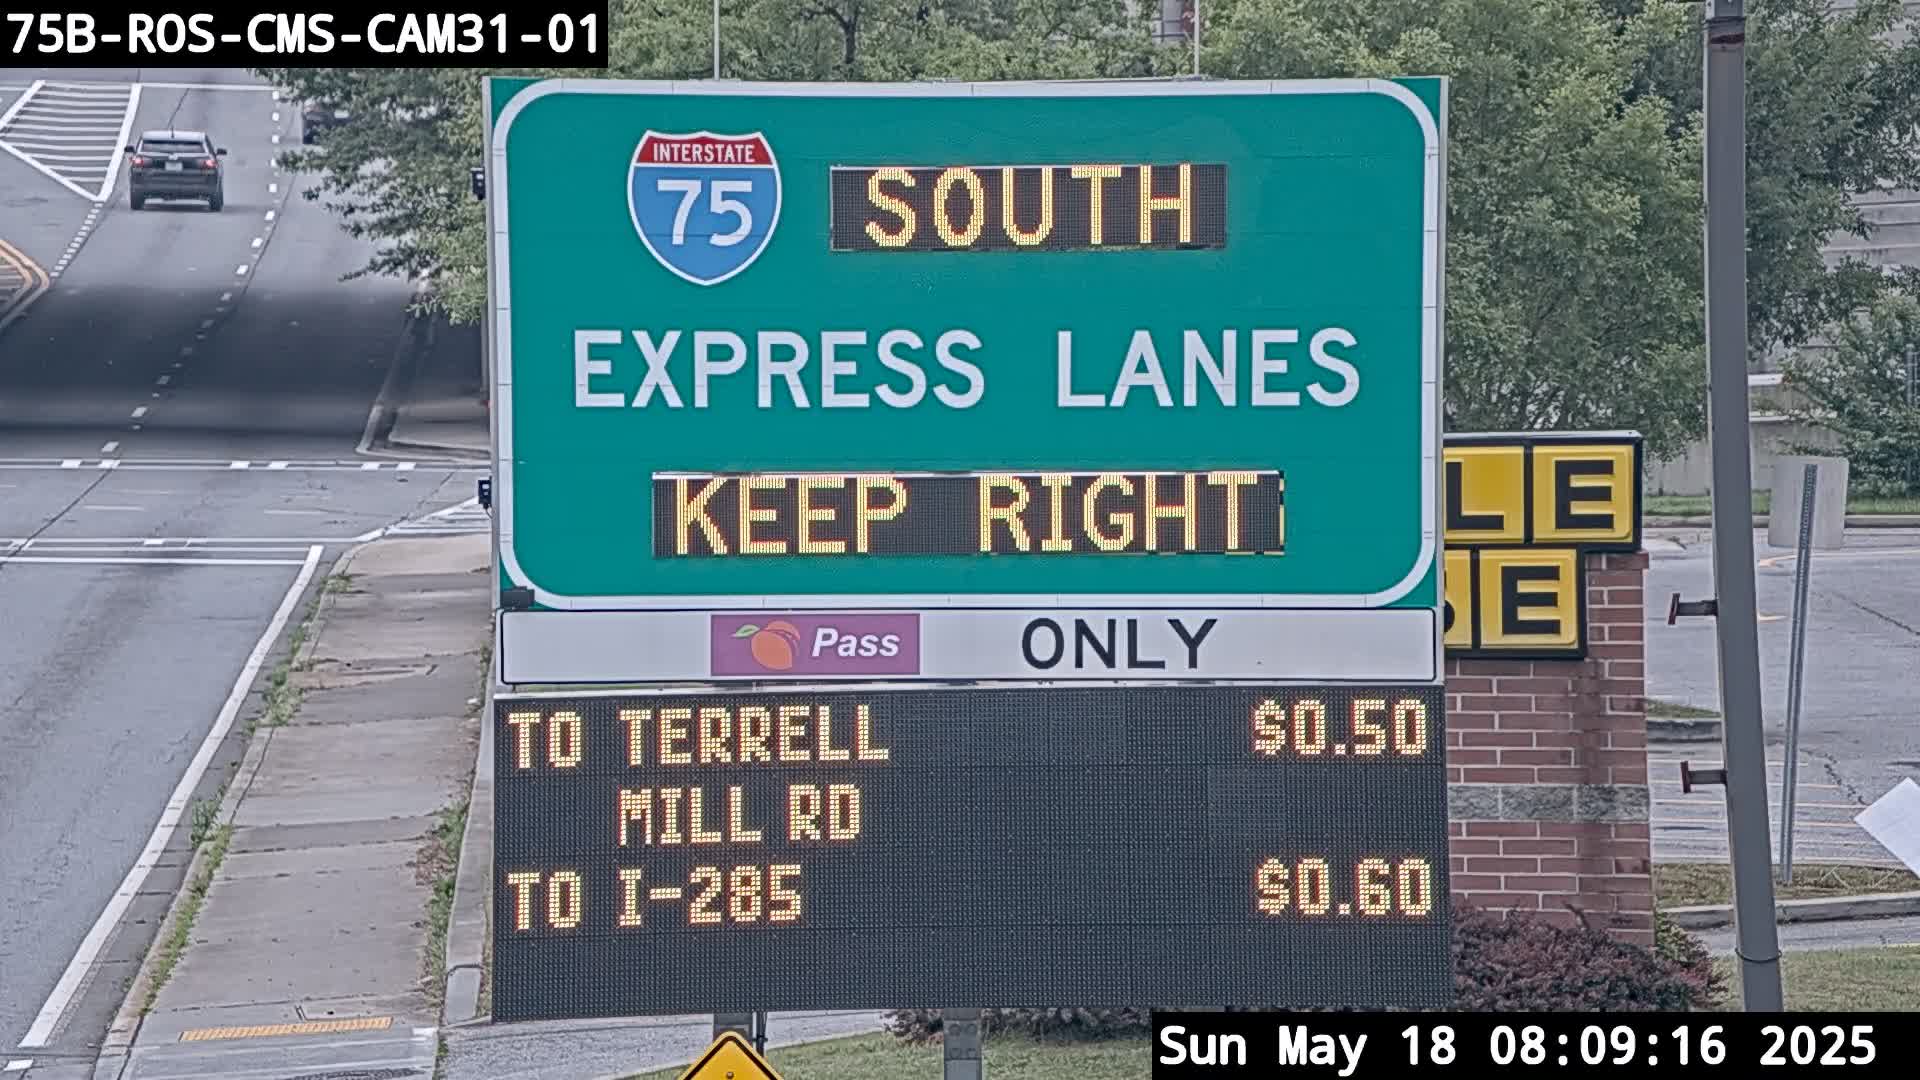 75B-ROS-CMS-CAM31-01
INTERSTATE
75
SOUTH
EXPRESS LANES
KEEP RIGHT
Pass ONLY
TO TERRELL $0.50
MILL RD
TO I-285 $0.60
LE
E
Sun May 18 08:09:16 2025